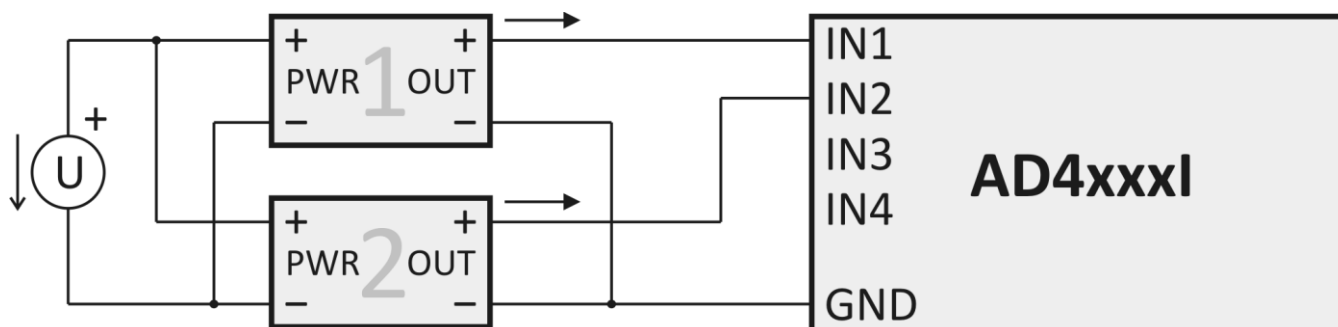 + + IN1
PWR 1 OUT
− −
+
U
IN2
IN3
IN4
AD4xxxI
+ +
PWR 2 OUT
− −
GND